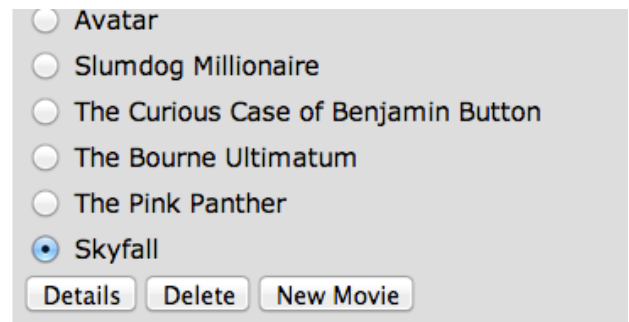 Avatar
Slumdog Millionaire
The Curious Case of Benjamin Button
The Bourne Ultimatum
The Pink Panther
Skyfall
Details Delete New Movie